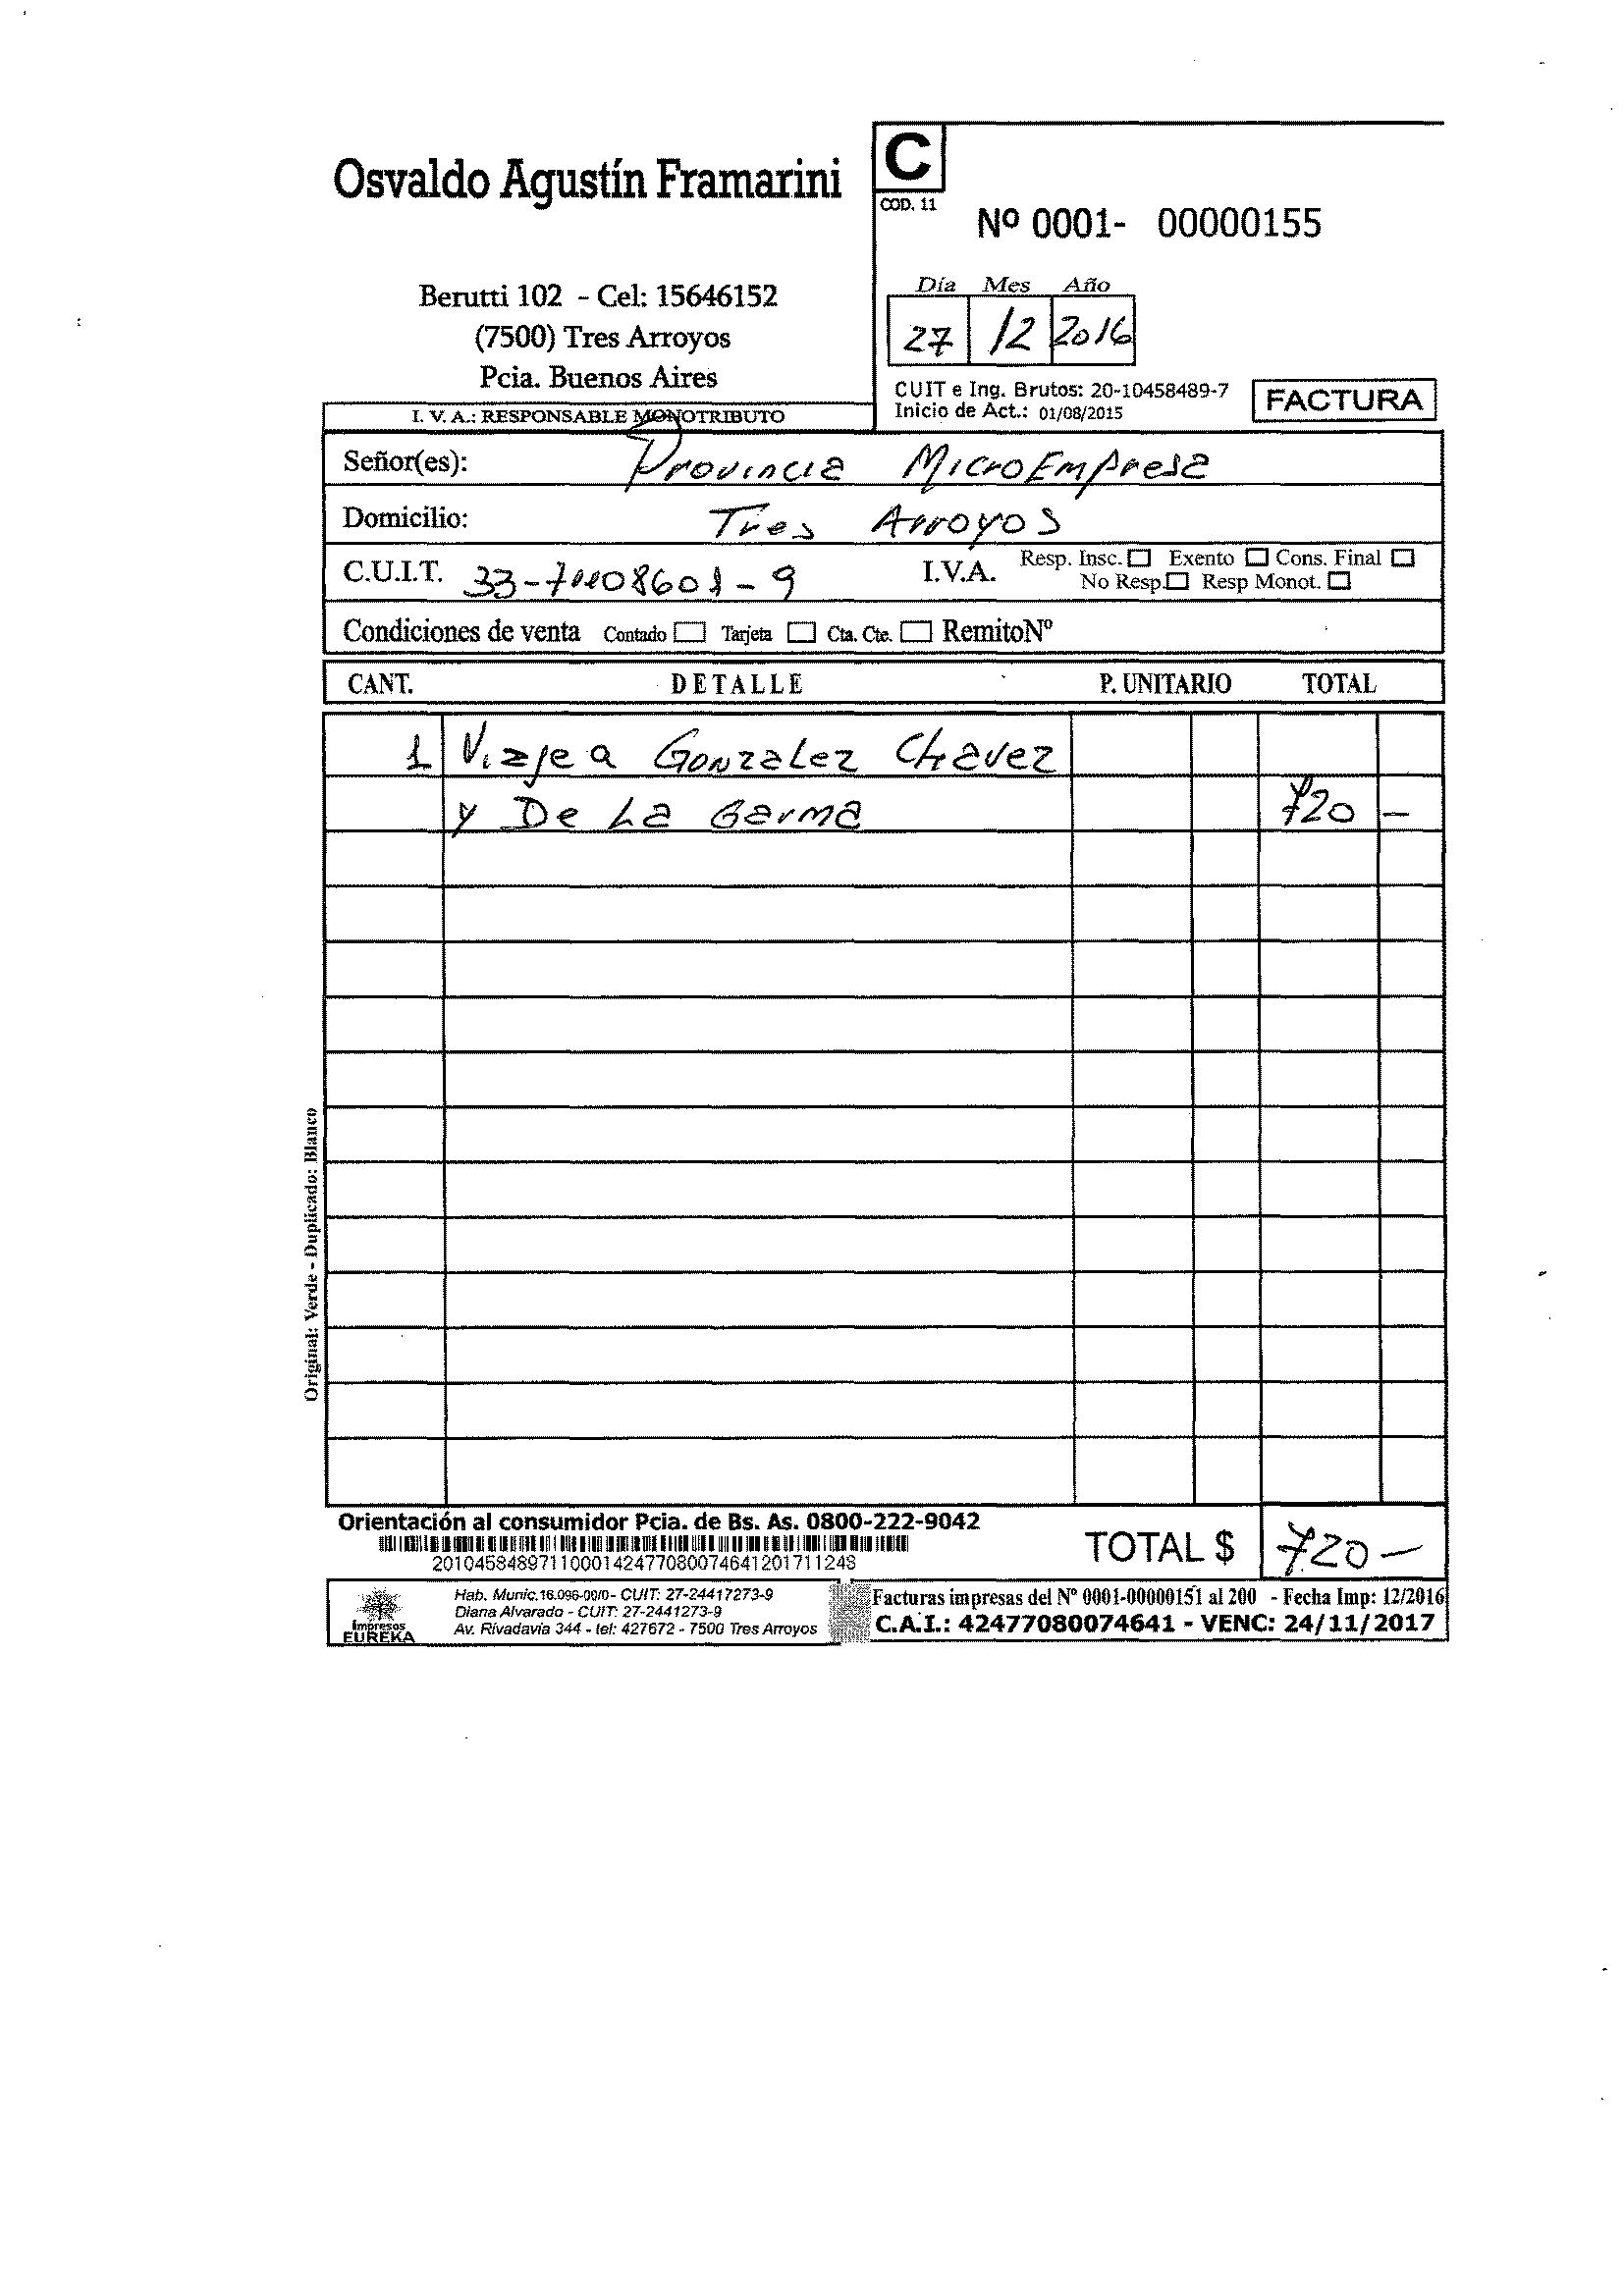 Osvaldo Agustín Framarini
C
COD. 11
Nº 0001- 00000155
Berutti 102 - Cel: 15646152
(7500) Tres Arroyos
Pcia. Buenos Aires
I. V. A.: RESPONSABLE MONOTRIBUTO
Día Mes Año
27 12 2016
CUIT e Ing. Brutos: 20-10458489-7
Inicio de Act.: 01/08/2015
FACTURA
Señor(es): Provincia MicroEmpresa
Domicilio: Tres Arroyos
C.U.I.T. I.V.A. Resp. Insc. Exento Cons. Final
No Resp. Resp Monot.
Condiciones de venta Contado Tarjeta Cta. Cte. RemitoNº
CANT. DETALLE P. UNITARIO TOTAL
1 Viaje a Gonzalez Chavez
y De La Garma 720 -
Original: Verde - Duplicado: Blanco
Orientación al consumidor Pcia. de Bs. As. 0800-222-9042
TOTAL $ 720 -
Impresos
EUREKA
Hab. Munic. 16.096-00/0- CUIT: 27-24417273-9
Diana Alvarado - CUIT: 27-2441273-9
Av. Rivadavia 344 - tel: 427672 - 7500 Tres Arroyos
Facturas impresas del Nº 0001-00000151 al 200 - Fecha Imp: 12/2016
C.A.I.: 42477080074641 - VENC: 24/11/2017